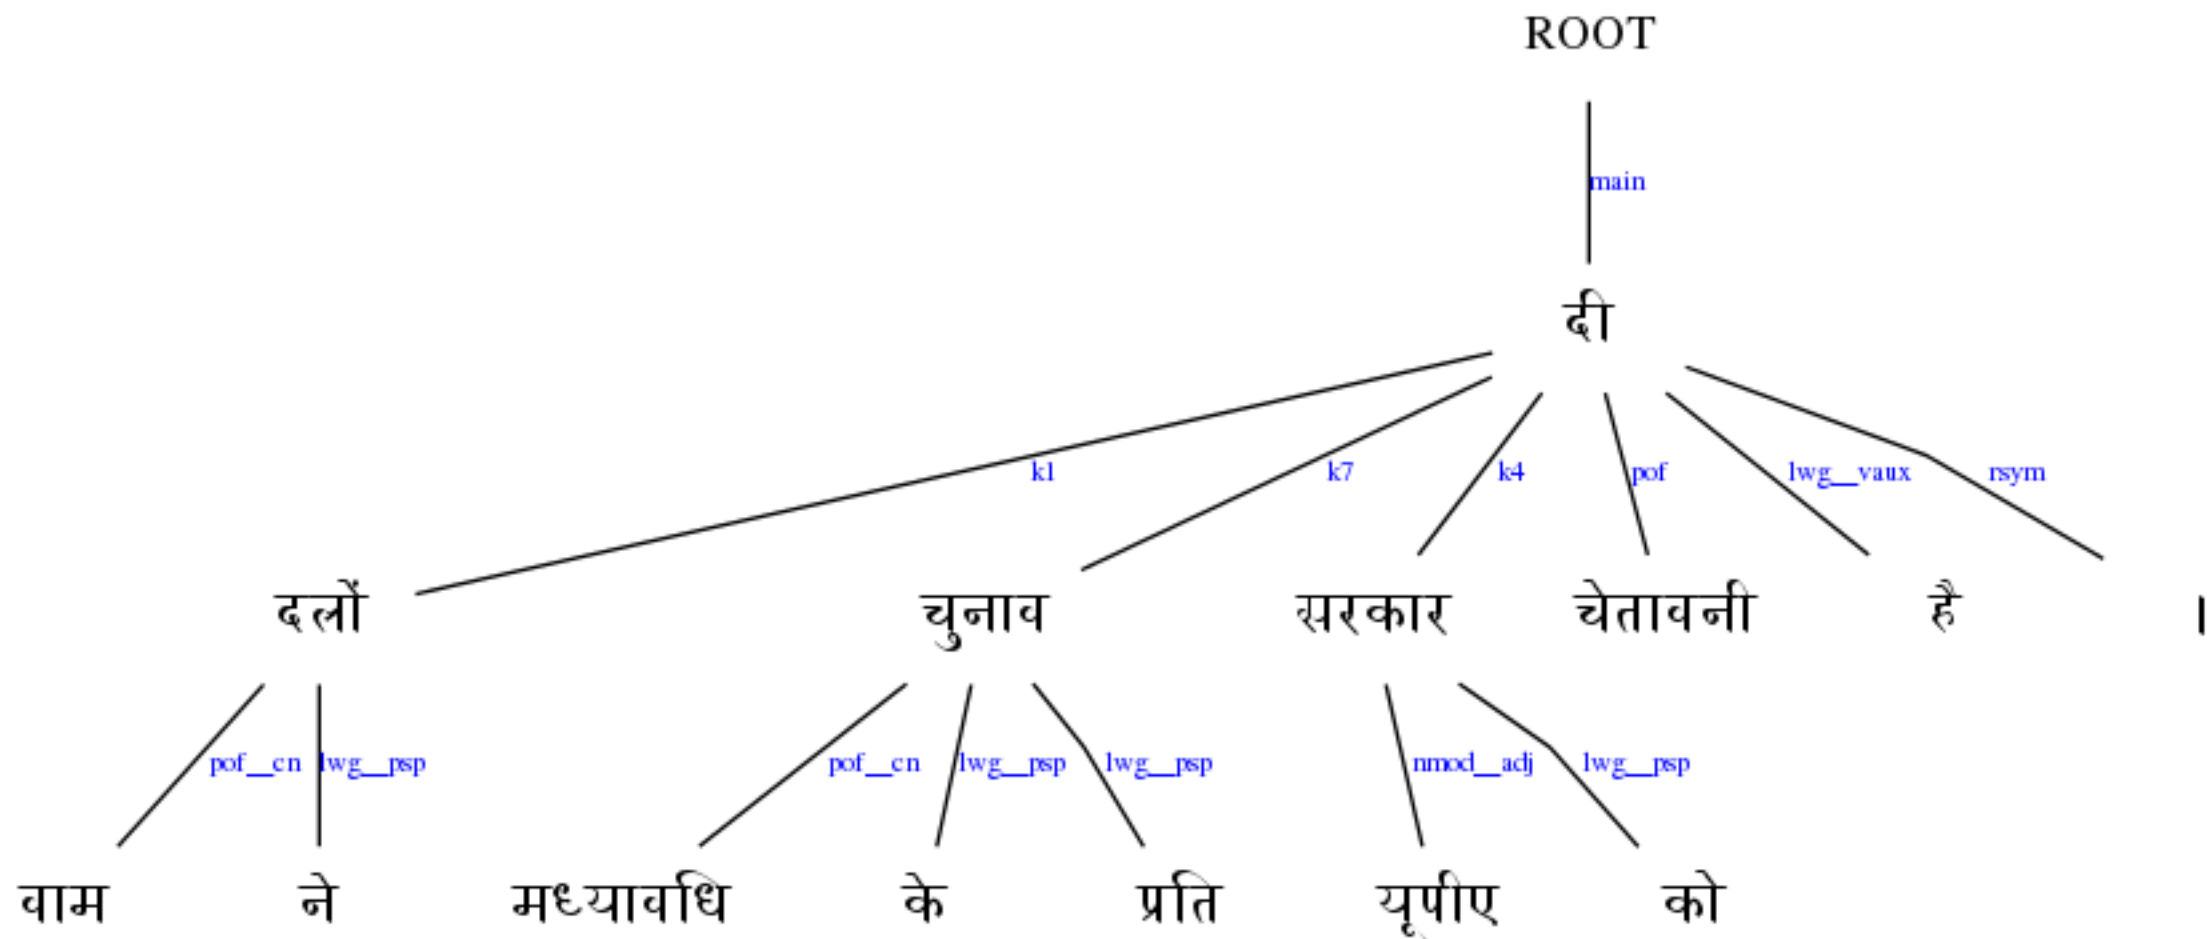 ROOT
main
दी
k1 k7 k4 pof lwg__vaux rsym
दलों चुनाव सरकार चेतावनी है ।
pof__cn lwg__psp pof__cn lwg__psp lwg__psp nmod__adj lwg__psp
वाम ने मध्यावधि के प्रति यूपीए को